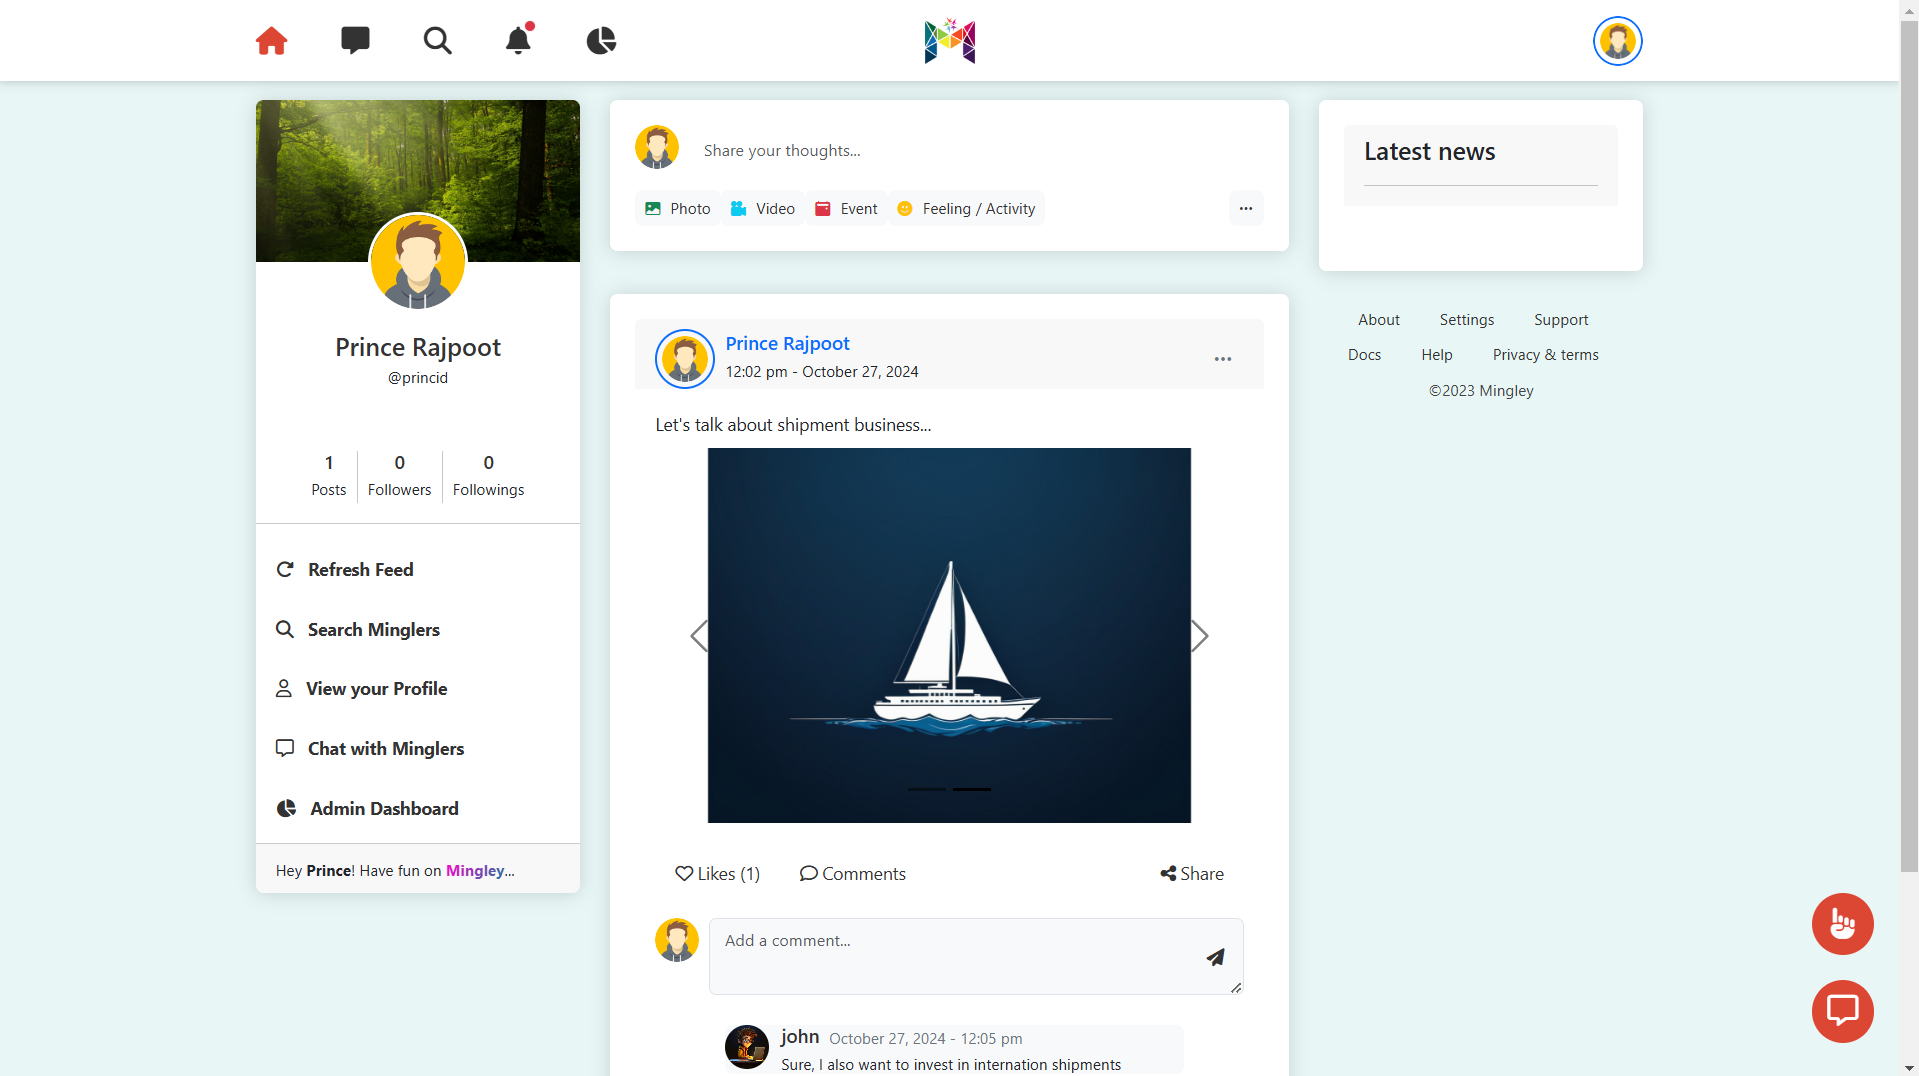 Prince Rajpoot
@princid
1 0 0
Posts Followers Followings
Refresh Feed
Search Minglers
View your Profile
Chat with Minglers
Admin Dashboard
Hey Prince! Have fun on Mingley...
Share your thoughts...
Photo Video Event Feeling / Activity
Prince Rajpoot
12:02 pm - October 27, 2024
Let's talk about shipment business...
Likes (1) Comments Share
Add a comment...
john October 27, 2024 - 12:05 pm
Sure, I also want to invest in internation shipments
Latest news
About Settings Support
Docs Help Privacy & terms
©2023 Mingley